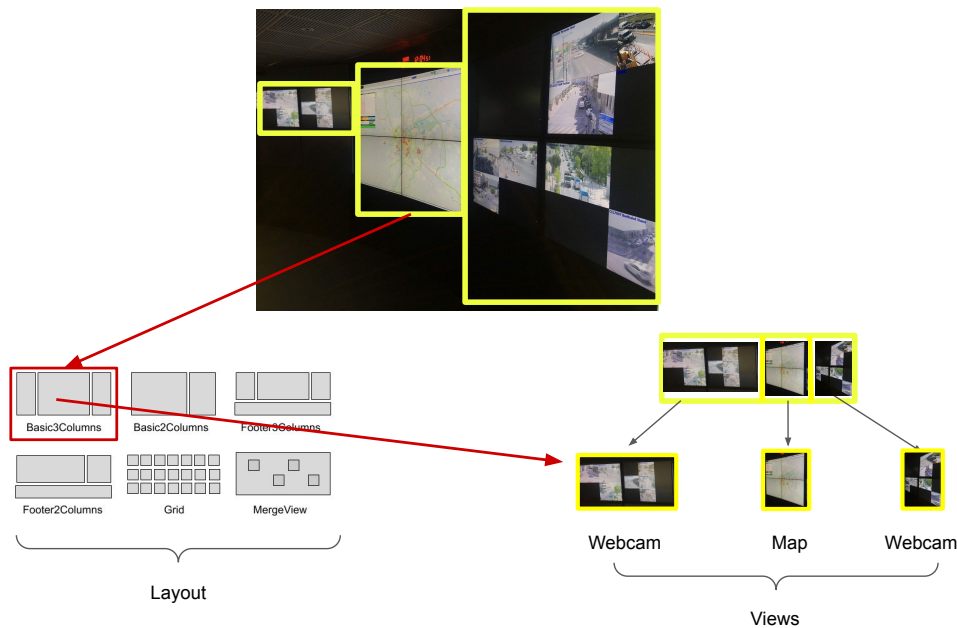 Basic3Columns
Basic2Columns
Footer3Columns
Footer2Columns
Grid
MergeView
Layout
Webcam
Map
Webcam
Views